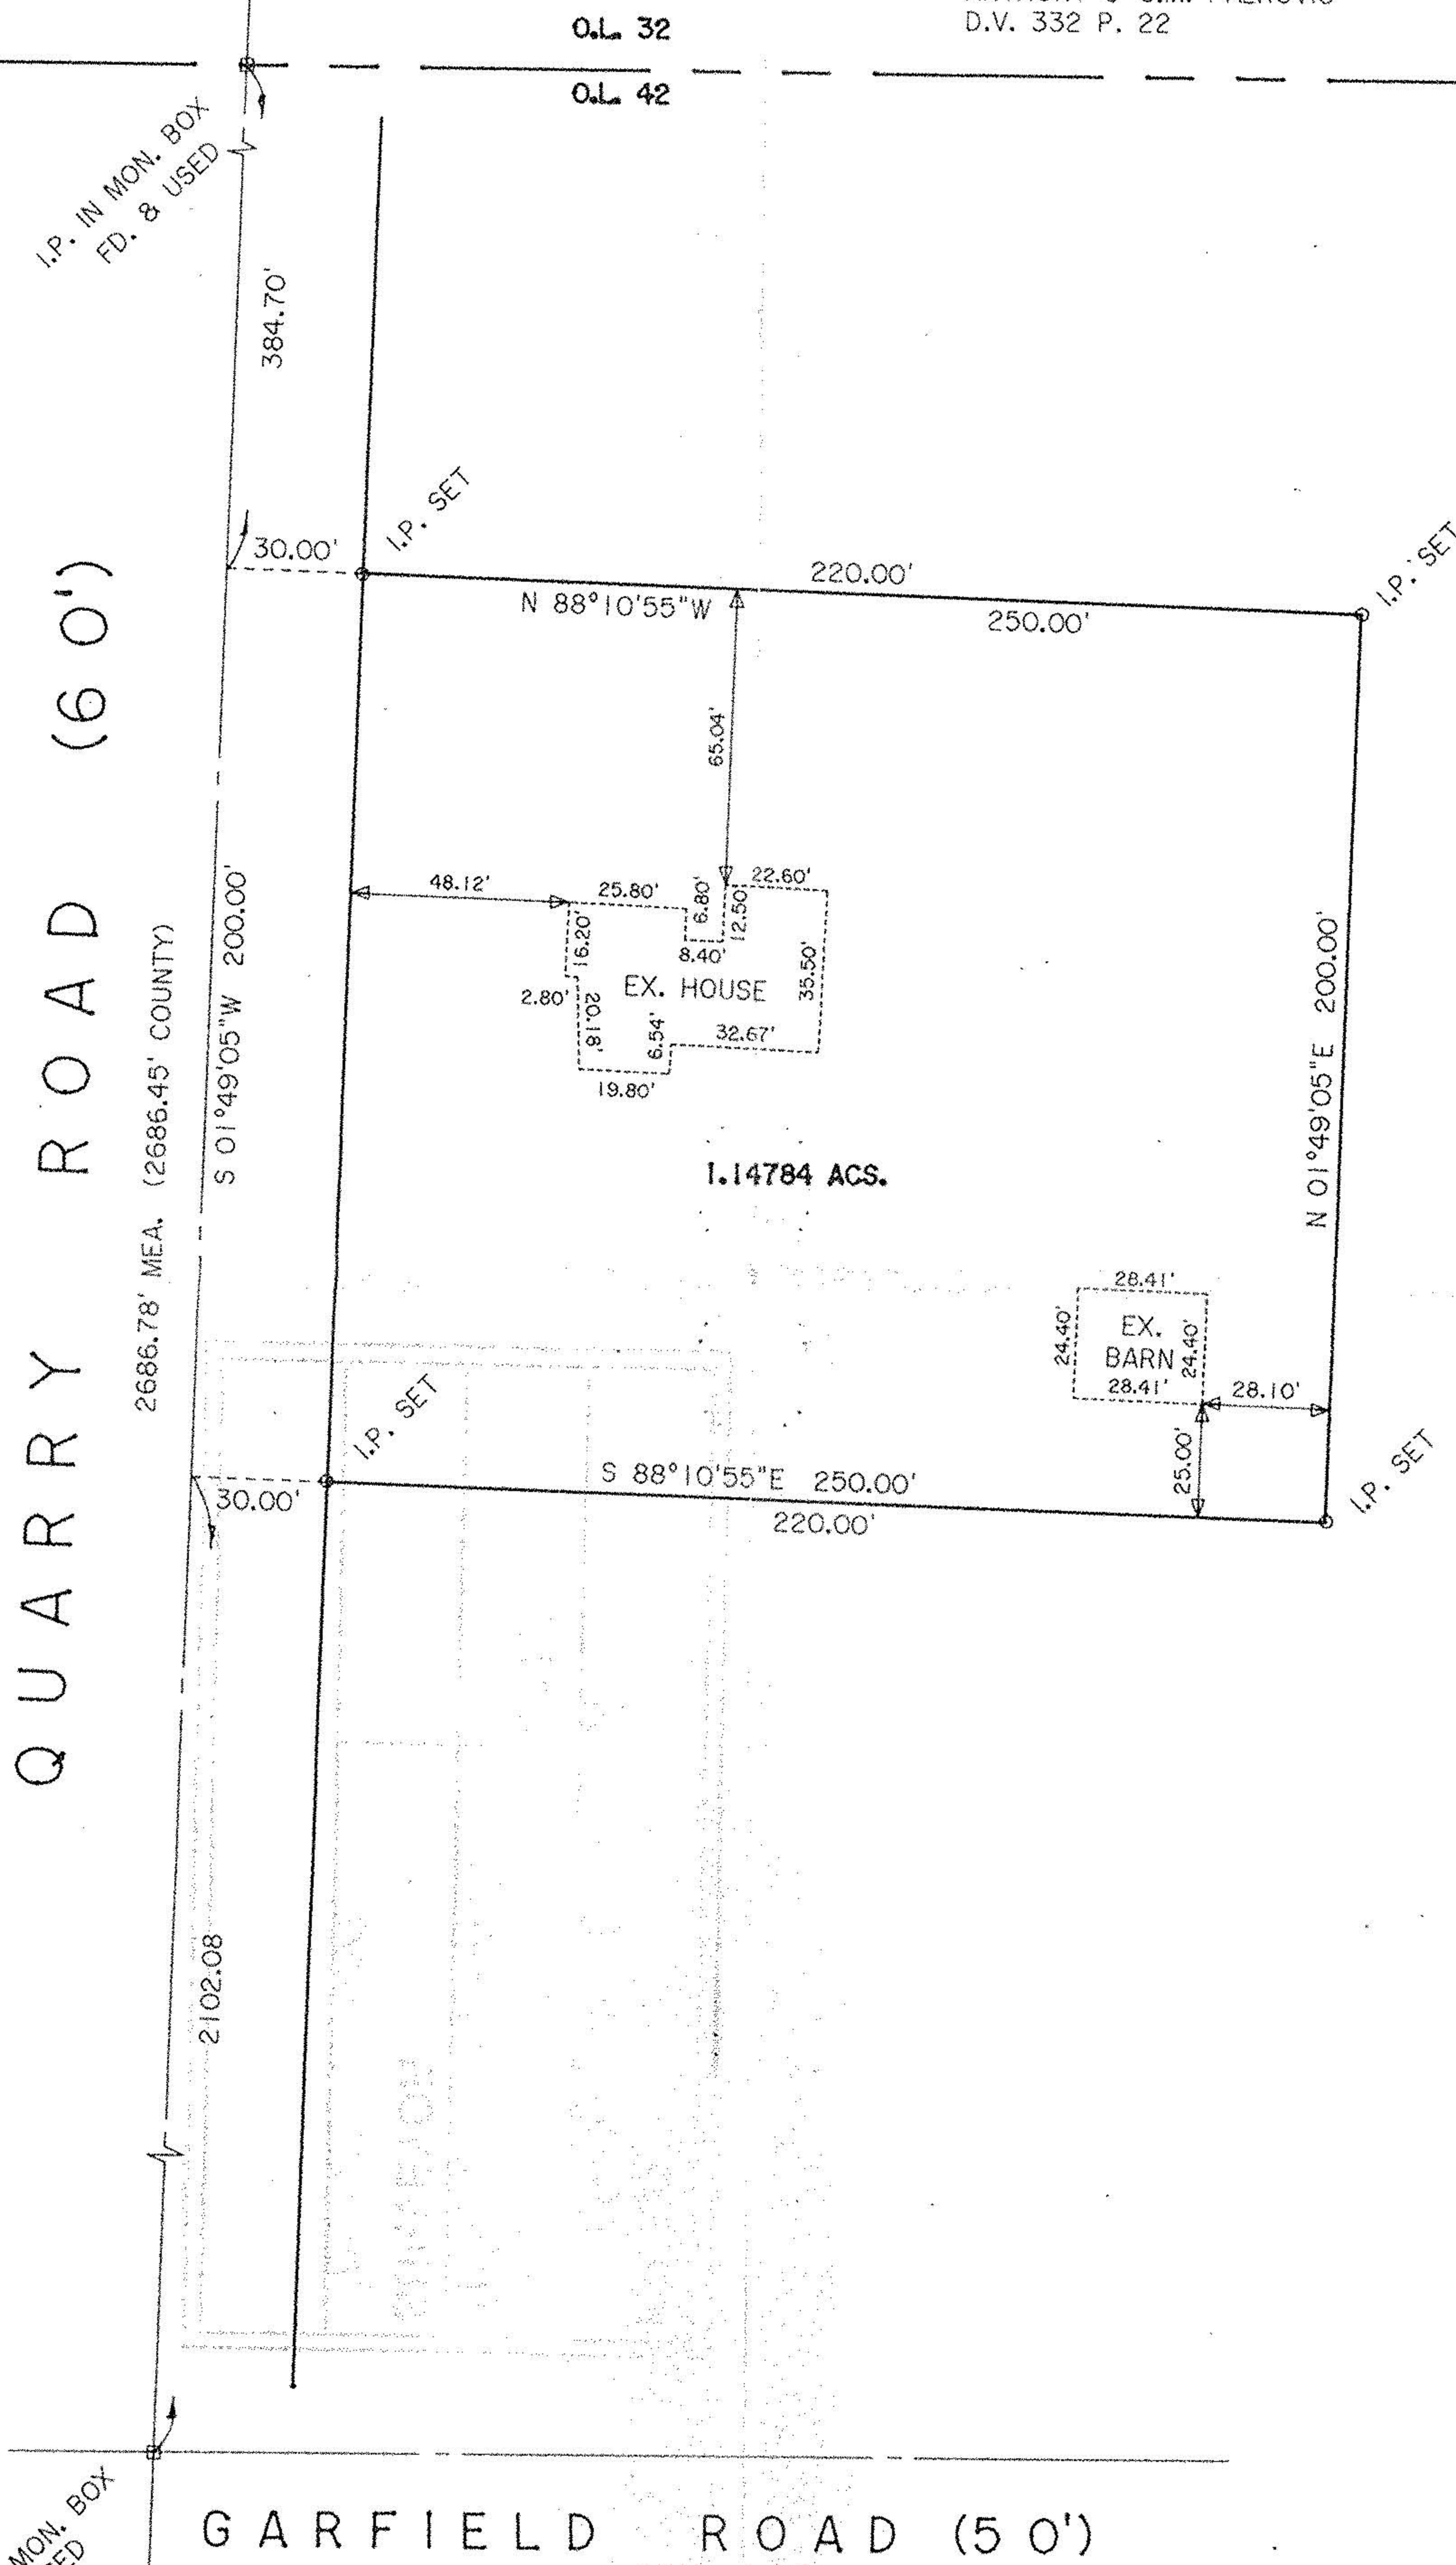 D.V. 332 P. 22
O.L. 32
O.L. 42
I.P. IN MON. BOX
FD. & USED
384.70'
I.P. SET
30.00'
220.00'
N 88°10'55"W
250.00'
I.P. SET
65.04'
QUARRY ROAD (60')
2686.78' MEA. (2686.45' COUNTY)
S 01°49'05"W 200.00'
48.12'
25.80'
6.80'
12.50'
22.60'
16.20'
8.40'
35.50'
2.80'
EX. HOUSE
20.18'
6.54'
32.67'
19.80'
N 01°49'05"E 200.00'
1.14784 ACS.
28.41'
24.40'
EX.
BARN
24.40'
28.41'
28.10'
25.00'
I.P. SET
I.P. SET
30.00'
S 88°10'55"E 250.00'
220.00'
2102.08
MON. BOX
GARFIELD ROAD (50')